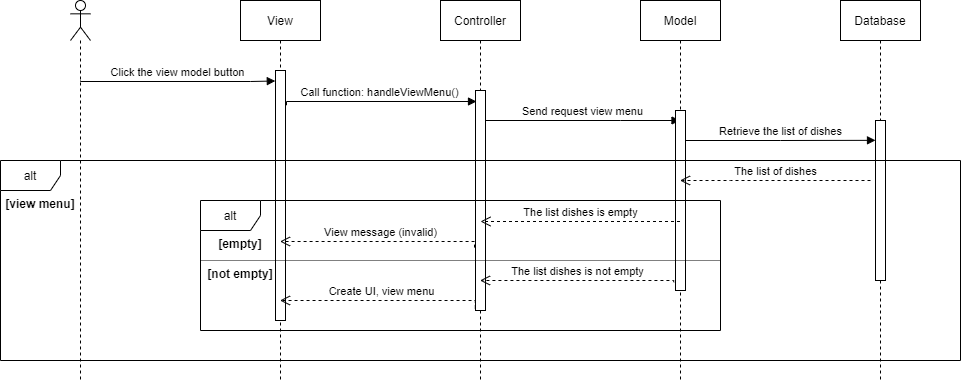 View
Controller
Model
Database
Click the view model button
Call function: handleViewMenu()
Send request view menu
Retrieve the list of dishes
alt
The list of dishes
[view menu]
alt
The list dishes is empty
View message (invalid)
[empty]
[not empty]
The list dishes is not empty
Create UI, view menu